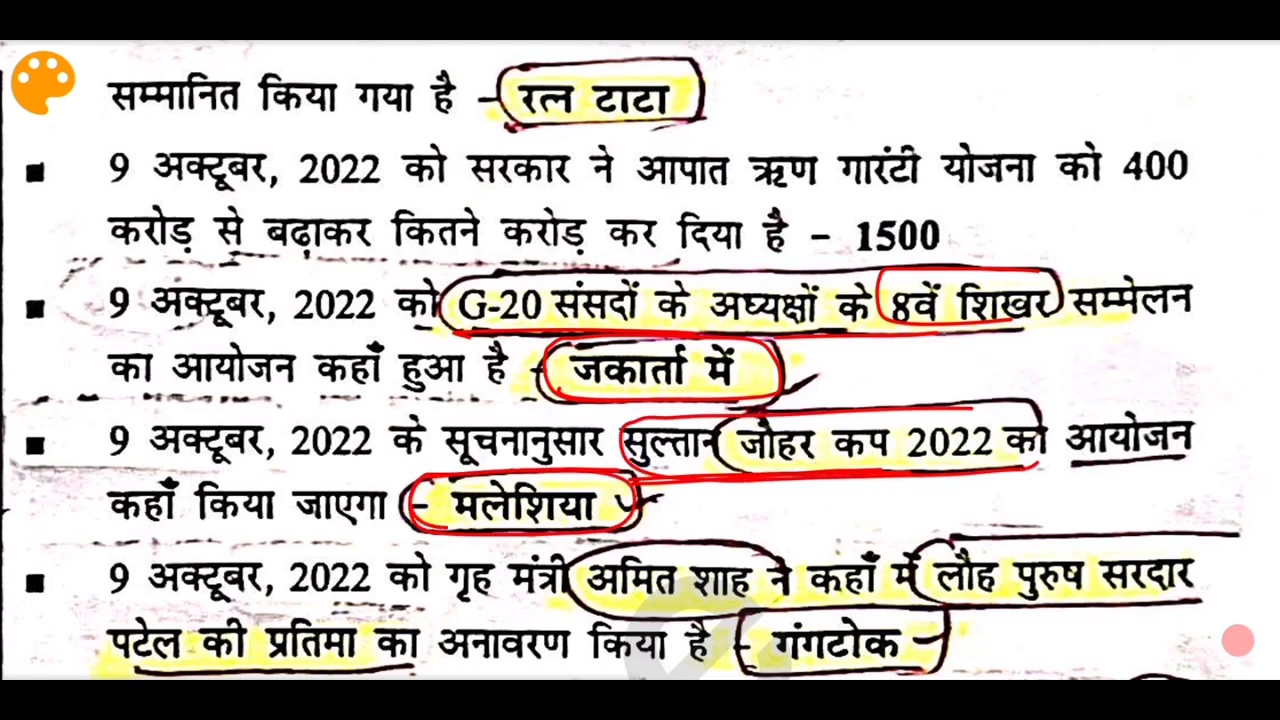 सम्मानित किया गया है - रत्न टाटा
■ 9 अक्टूबर, 2022 को सरकार ने आपात ऋण गारंटी योजना को 400
करोड़ से बढ़ाकर कितने करोड़ कर दिया है - 1500
■ 9 अक्टूबर, 2022 को G-20 संसदों के अध्यक्षों के 8वें शिखर सम्मेलन
का आयोजन कहाँ हुआ है - जकार्ता में
■ 9 अक्टूबर, 2022 के सूचनानुसार सुल्तान जोहर कप 2022 का आयोजन
कहाँ किया जाएगा - मलेशिया
■ 9 अक्टूबर, 2022 को गृह मंत्री अमित शाह ने कहाँ में लौह पुरुष सरदार
पटेल की प्रतिमा का अनावरण किया है - गंगटोक